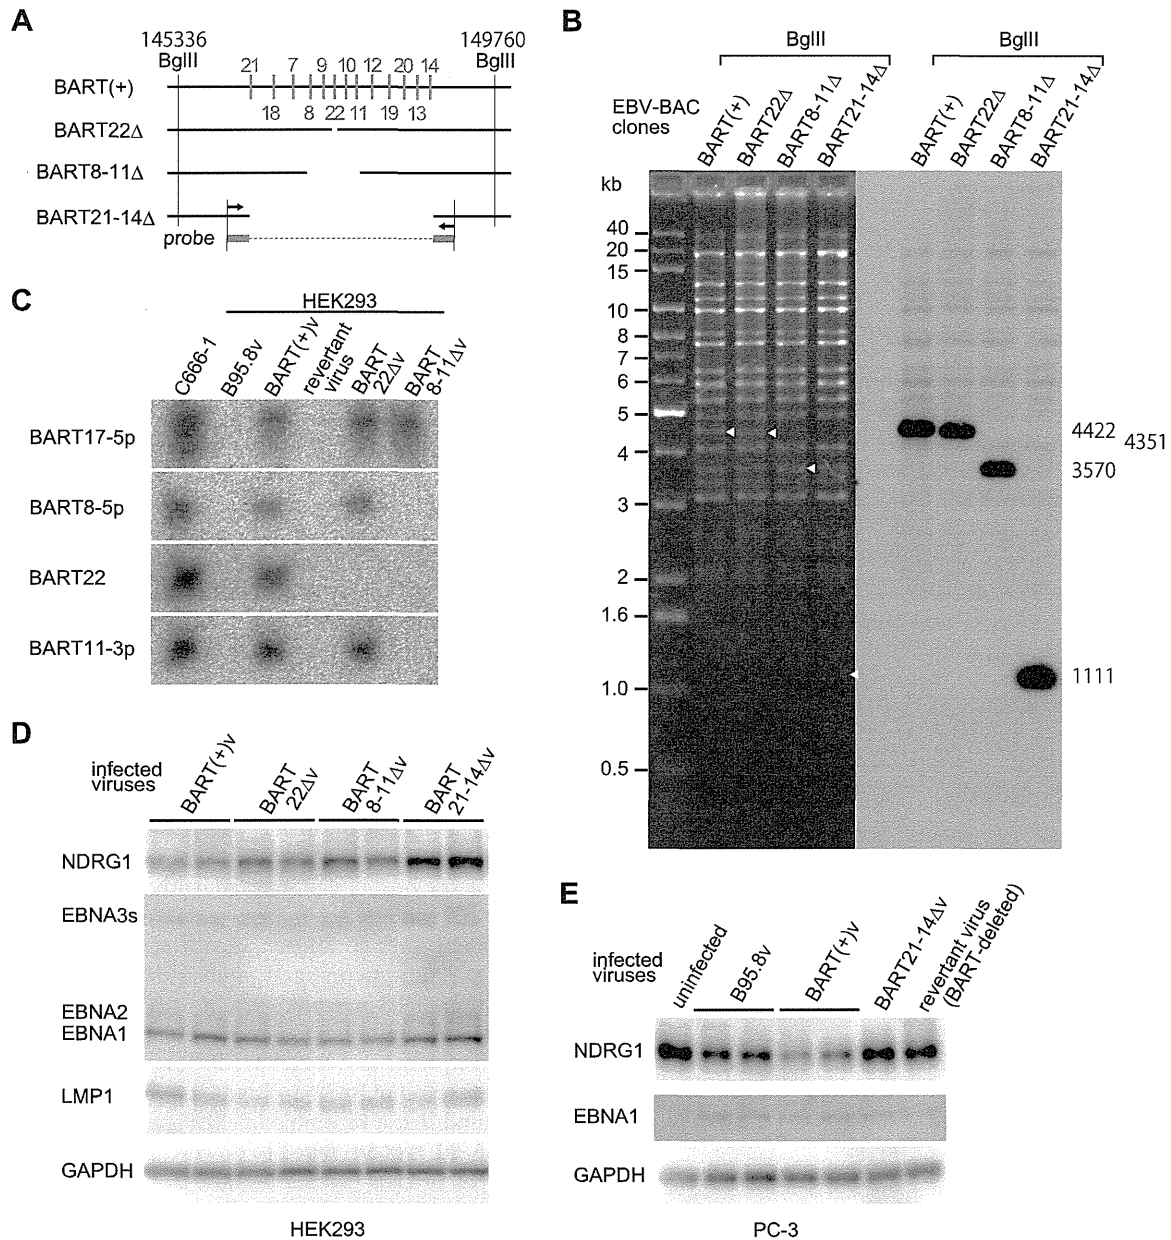 A
145336
BglII
149760
BglII
21 7 9 10 12 20 14
BART(+)
18 8 22 11 19 13
BART22Δ
BART8-11Δ
BART21-14Δ
probe
B
BglII
BglII
EBV-BAC
clones
BART(+)
BART22Δ
BART8-11Δ
BART21-14Δ
BART(+)
BART22Δ
BART8-11Δ
BART21-14Δ
kb
40
20
15
10
8
7
6
5
4
3
2
1.6
1.0
0.5
4422
4351
3570
1111
C
HEK293
C666-1
B95.8v
BART(+)v
revertant
virus
BART
22Δv
BART
8-11Δv
BART17-5p
BART8-5p
BART22
BART11-3p
D
infected
viruses
BART(+)v
BART
22Δv
BART
8-11Δv
BART
21-14Δv
NDRG1
EBNA3s
EBNA2
EBNA1
LMP1
GAPDH
HEK293
E
infected
viruses
uninfected
B95.8v
BART(+)v
BART21-14Δv
revertant virus
(BART-deleted)
NDRG1
EBNA1
GAPDH
PC-3